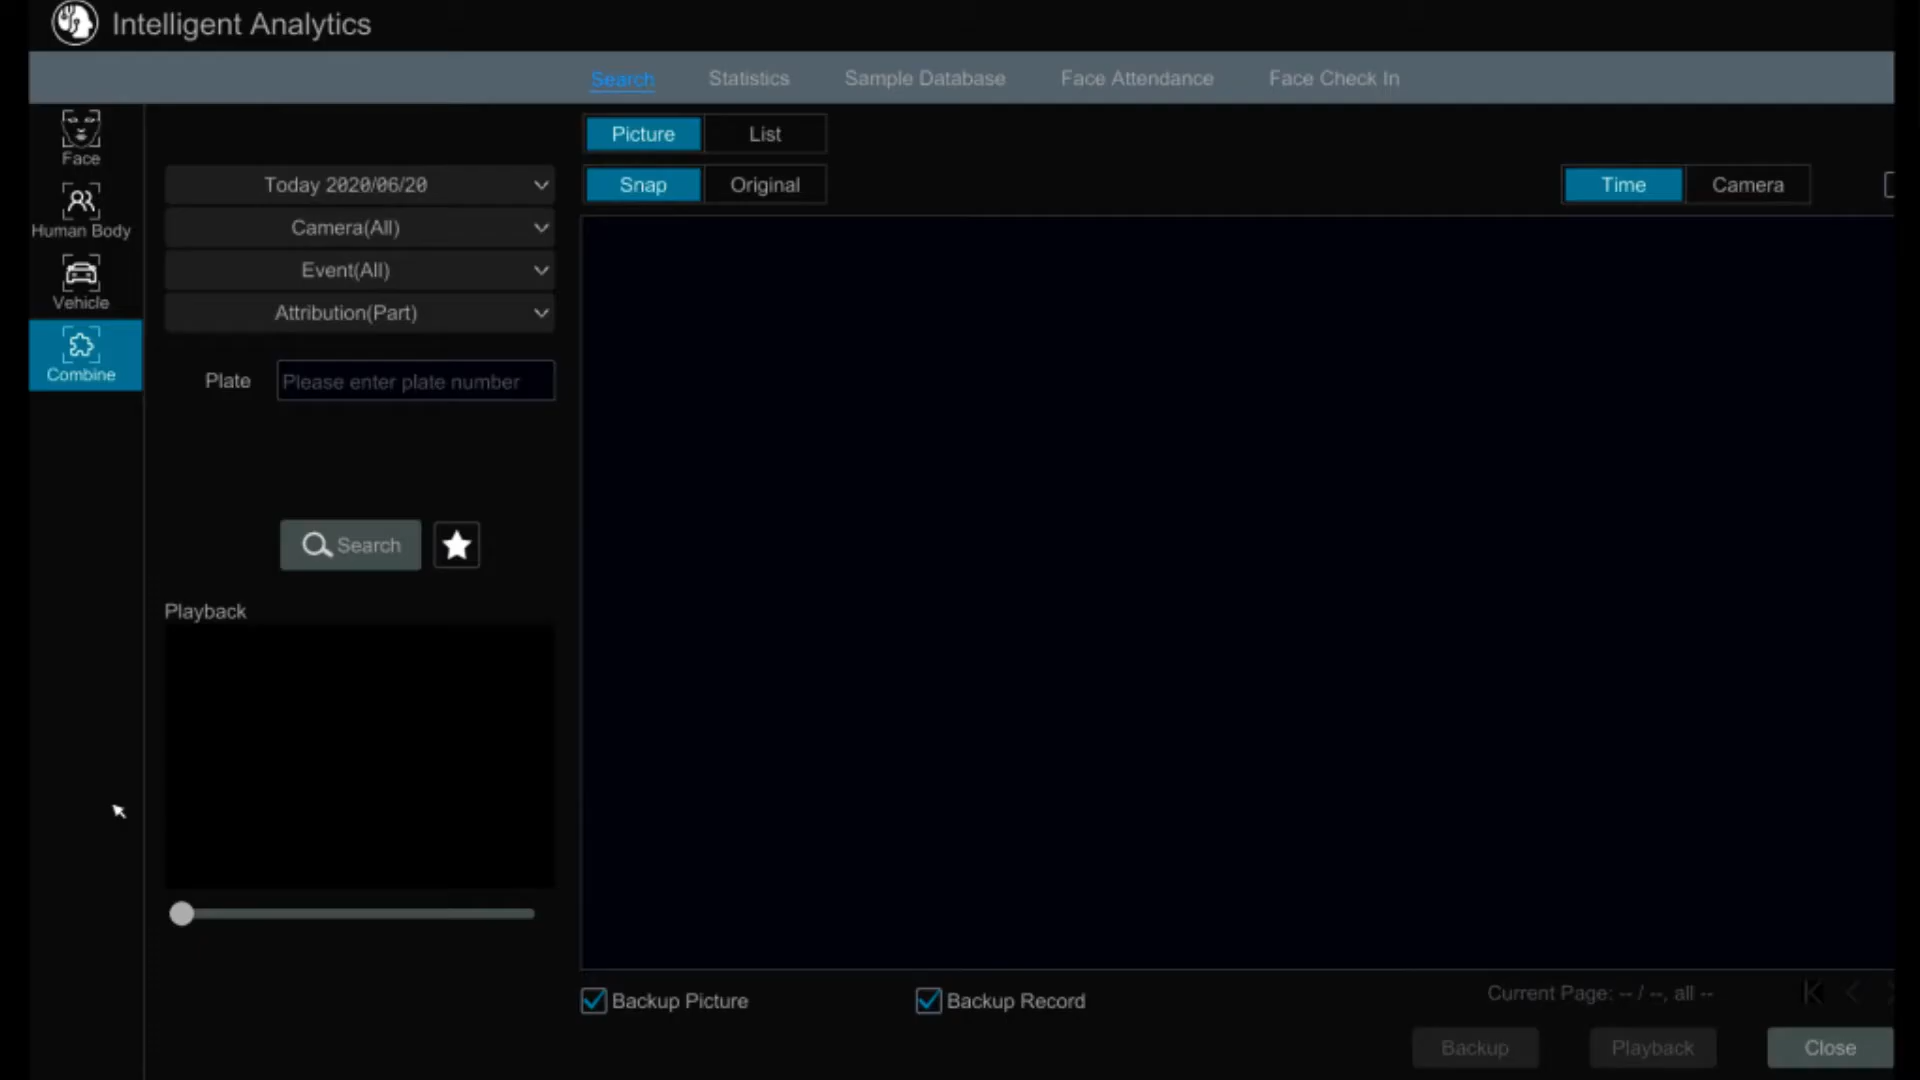 Intelligent Analytics
Search Statistics Sample Database Face Attendance Face Check In
Face
Human Body
Vehicle
Combine
Today 2020/06/20
Camera(All)
Event(All)
Attribution(Part)
Plate Please enter plate number
Search
Playback
Picture List
Snap Original
Time Camera
Backup Picture Backup Record
Current Page: -- / --, all --
Backup Playback Close